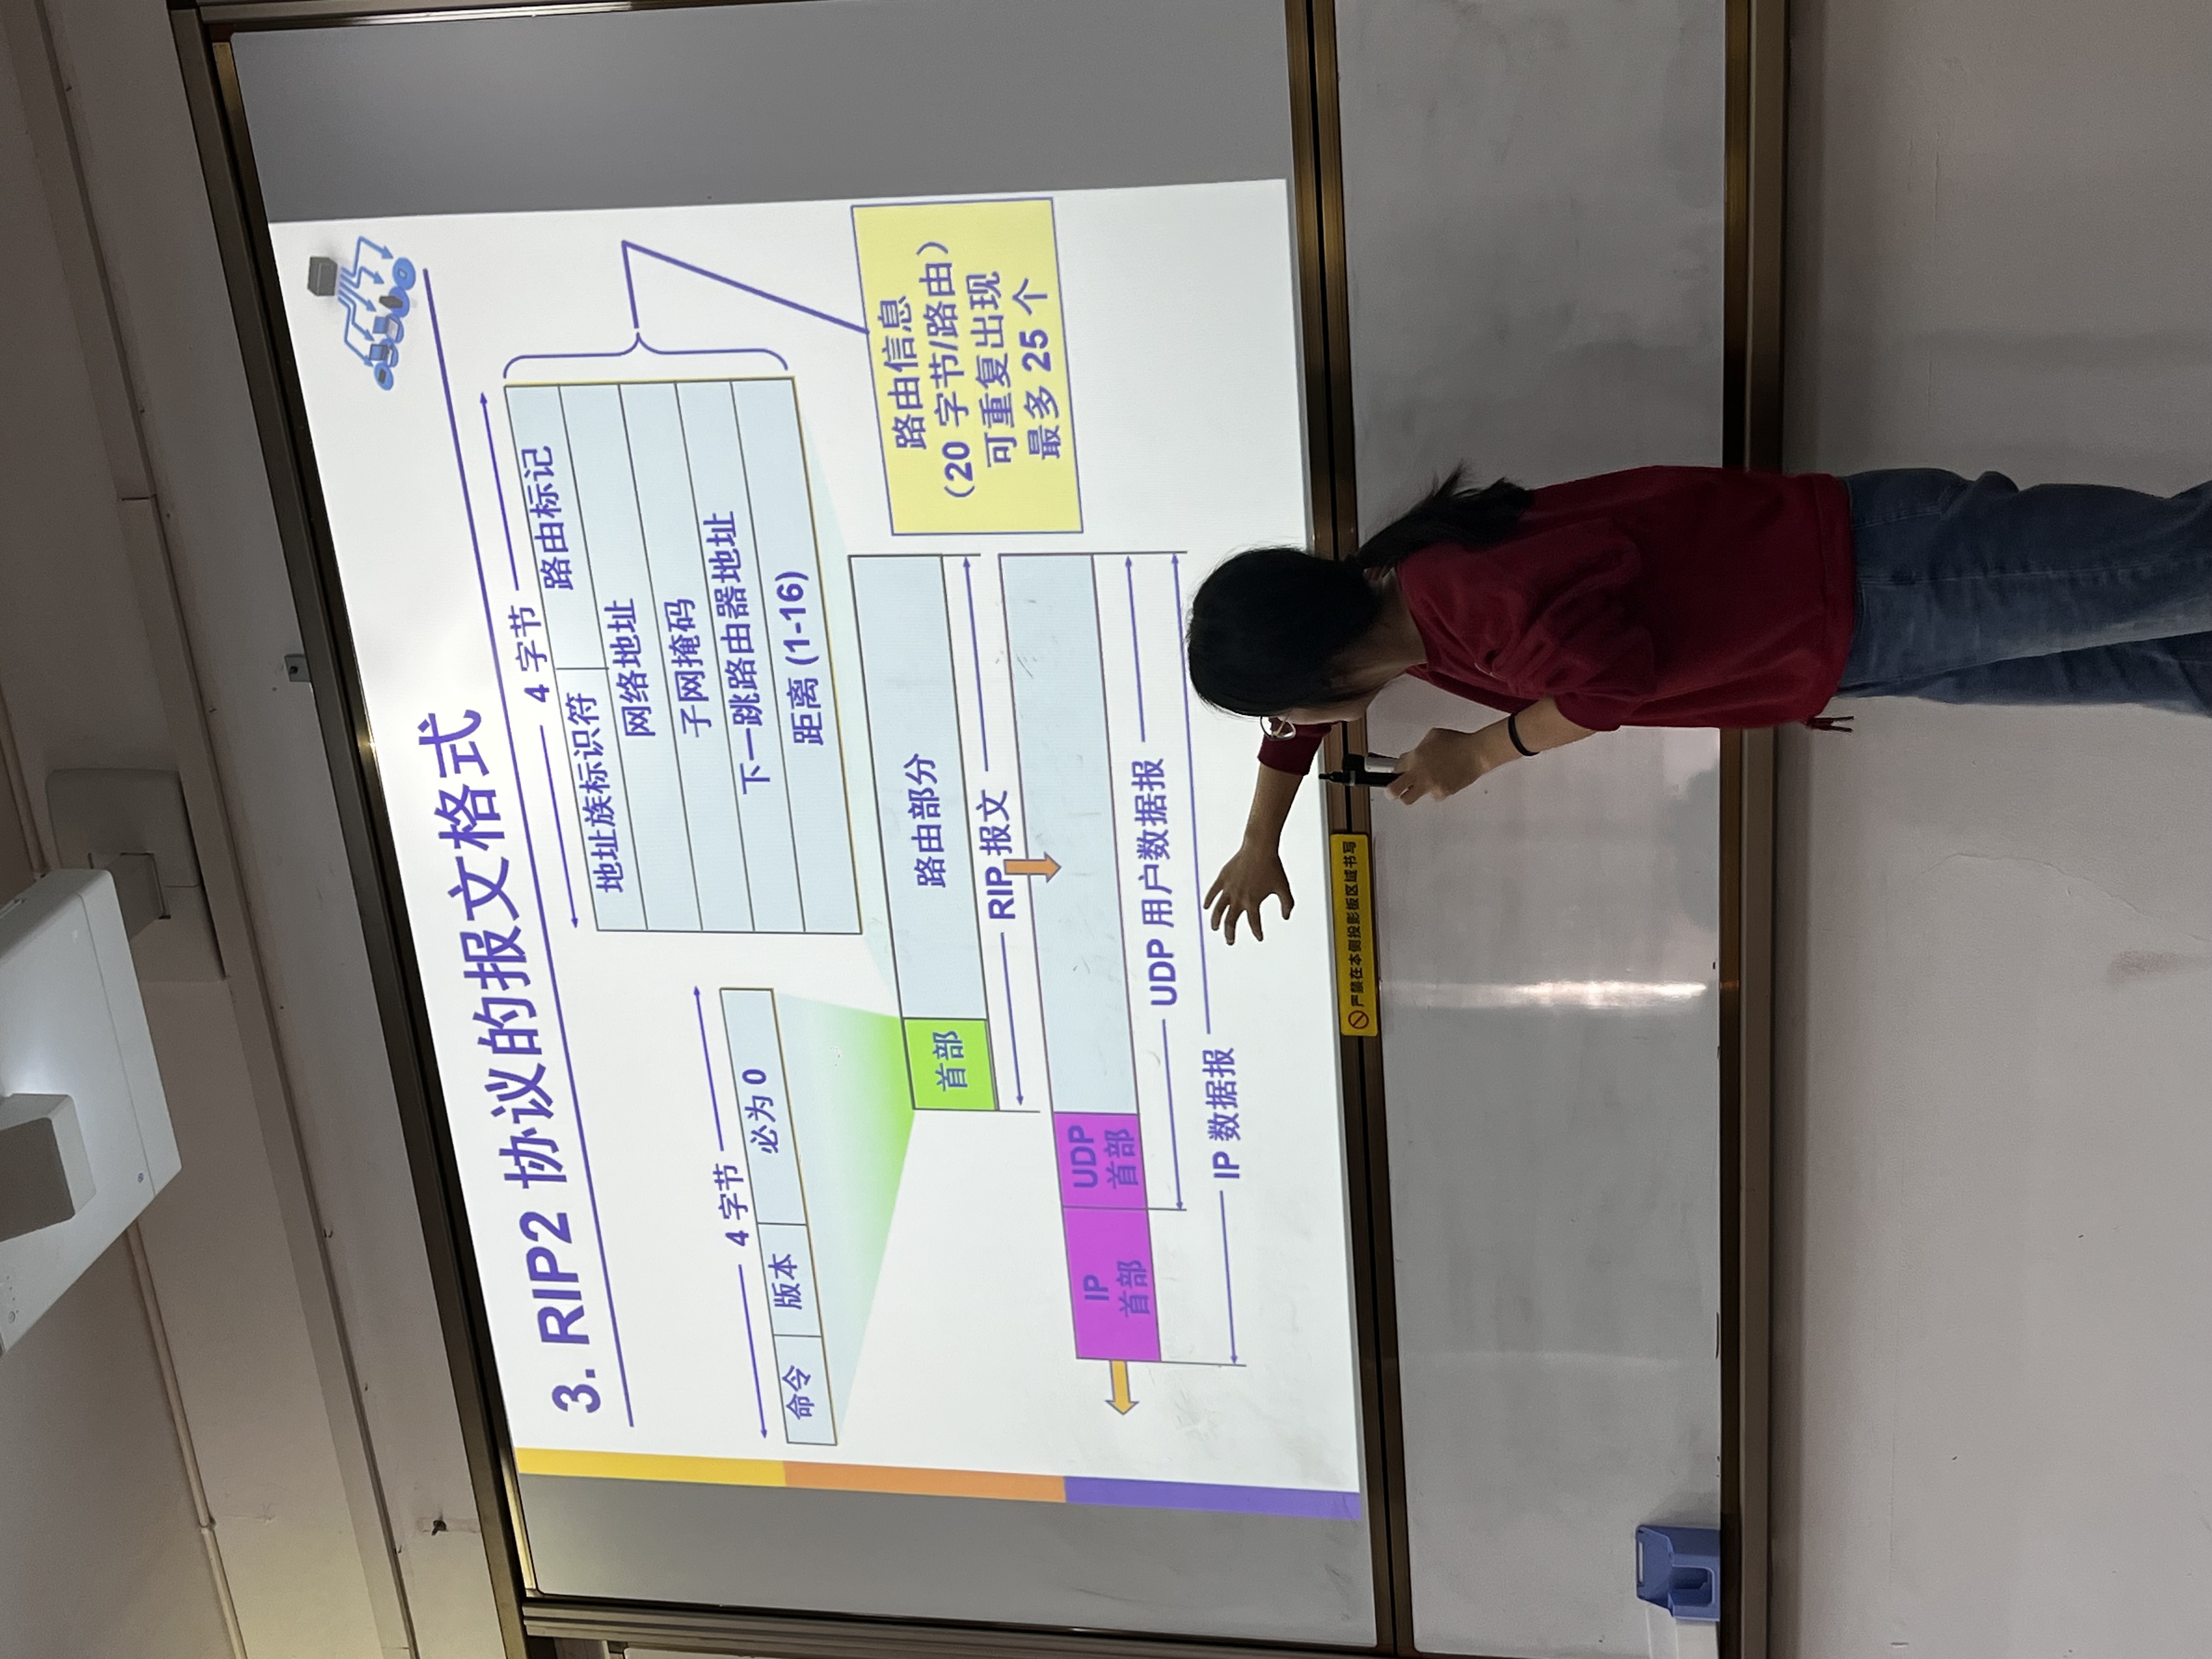 3. RIP2 协议的报文格式
4 字节
地址族标识符 路由标记
网络地址
子网掩码
下一跳路由器地址
距离 (1-16)
4 字节
命令 版本 必为 0
首部 路由部分
RIP 报文
路由信息
（20 字节/路由）
可重复出现
最多 25 个
IP
首部
UDP
首部
UDP 用户数据报
IP 数据报
严禁在本侧投影板区域书写